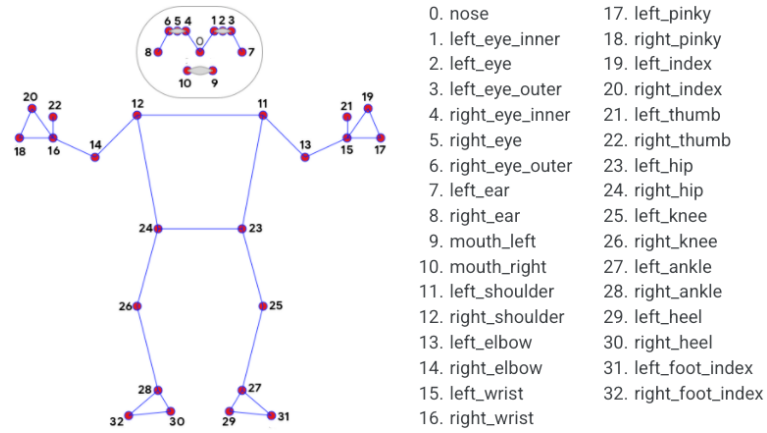 6 5 4 1 2 3
0
8 7
10 9
20 22 12 11 21 19
18 16 14 13 15 17
24 23
26 25
28 27
32 30 29 31
0. nose
1. left_eye_inner
2. left_eye
3. left_eye_outer
4. right_eye_inner
5. right_eye
6. right_eye_outer
7. left_ear
8. right_ear
9. mouth_left
10. mouth_right
11. left_shoulder
12. right_shoulder
13. left_elbow
14. right_elbow
15. left_wrist
16. right_wrist
17. left_pinky
18. right_pinky
19. left_index
20. right_index
21. left_thumb
22. right_thumb
23. left_hip
24. right_hip
25. left_knee
26. right_knee
27. left_ankle
28. right_ankle
29. left_heel
30. right_heel
31. left_foot_index
32. right_foot_index